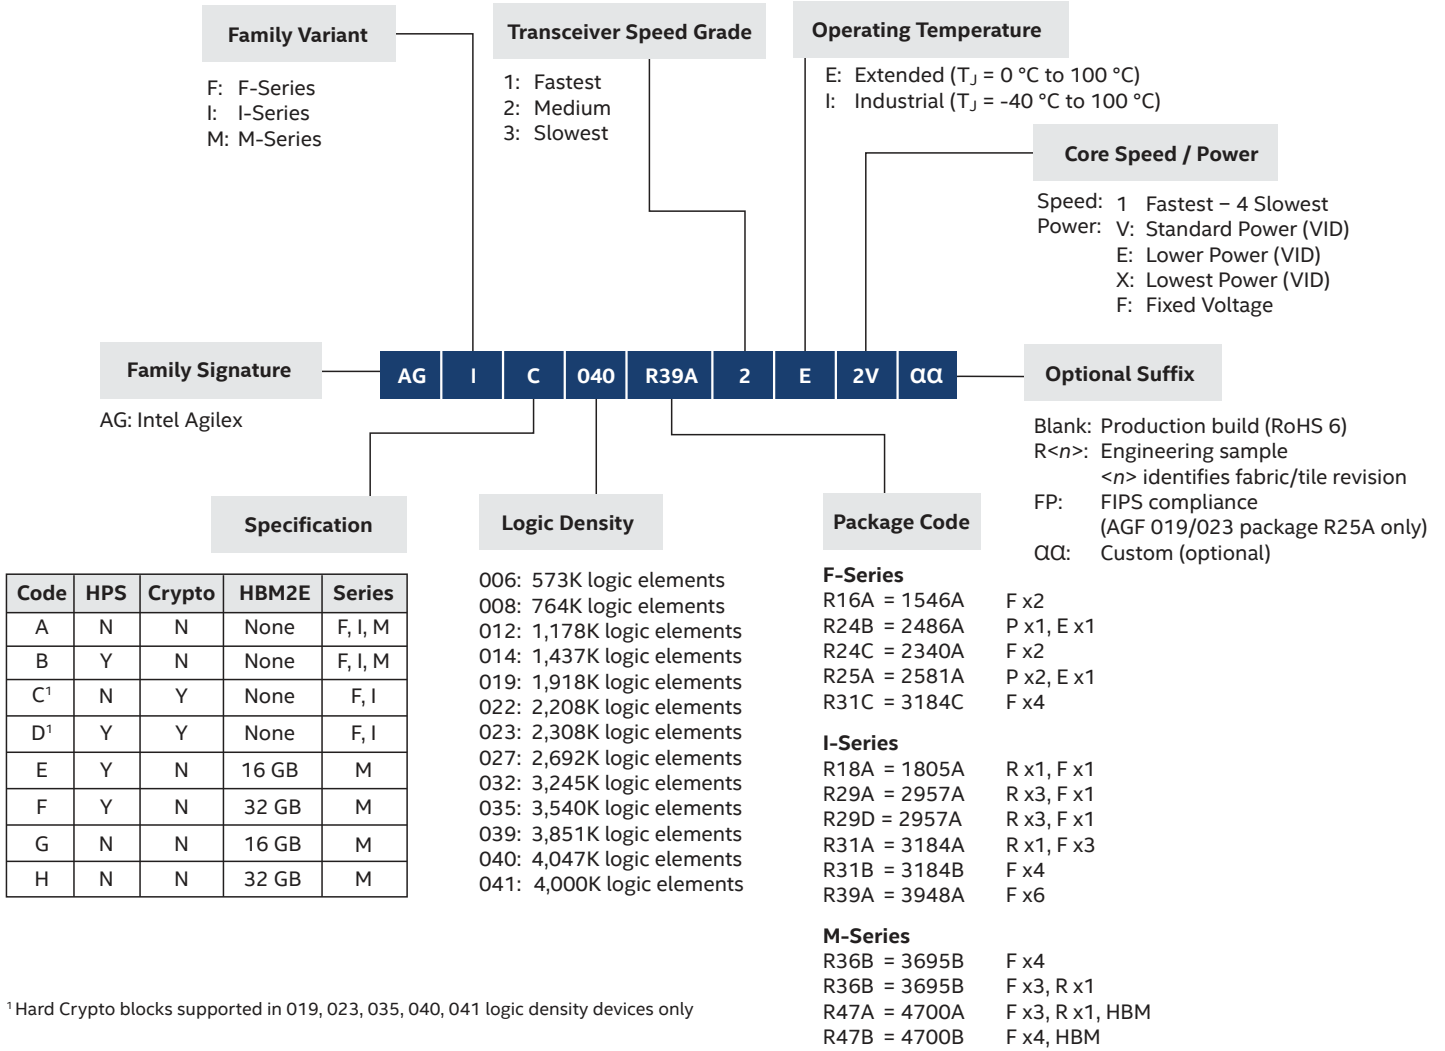 Family Variant
F: F-Series
I: I-Series
M: M-Series
Transceiver Speed Grade
1: Fastest
2: Medium
3: Slowest
Operating Temperature
E: Extended (TJ = 0 °C to 100 °C)
I: Industrial (TJ = -40 °C to 100 °C)
Core Speed / Power
Speed: 1 Fastest – 4 Slowest
Power: V: Standard Power (VID)
E: Lower Power (VID)
X: Lowest Power (VID)
F: Fixed Voltage
Family Signature
AG: Intel Agilex
AG I C 040 R39A 2 E 2V αα
Optional Suffix
Blank: Production build (RoHS 6)
R<n>: Engineering sample
<n> identifies fabric/tile revision
FP: FIPS compliance
(AGF 019/023 package R25A only)
αα: Custom (optional)
Specification
Code HPS Crypto HBM2E Series
A N N None F, I, M
B Y N None F, I, M
C¹ N Y None F, I
D¹ Y Y None F, I
E Y N 16 GB M
F Y N 32 GB M
G N N 16 GB M
H N N 32 GB M
Logic Density
006: 573K logic elements
008: 764K logic elements
012: 1,178K logic elements
014: 1,437K logic elements
019: 1,918K logic elements
022: 2,208K logic elements
023: 2,308K logic elements
027: 2,692K logic elements
032: 3,245K logic elements
035: 3,540K logic elements
039: 3,851K logic elements
040: 4,047K logic elements
041: 4,000K logic elements
Package Code
F-Series
R16A = 1546A F x2
R24B = 2486A P x1, E x1
R24C = 2340A F x2
R25A = 2581A P x2, E x1
R31C = 3184C F x4
I-Series
R18A = 1805A R x1, F x1
R29A = 2957A R x3, F x1
R29D = 2957A R x3, F x1
R31A = 3184A R x1, F x3
R31B = 3184B F x4
R39A = 3948A F x6
M-Series
R36B = 3695B F x4
R36B = 3695B F x3, R x1
R47A = 4700A F x3, R x1, HBM
R47B = 4700B F x4, HBM
¹ Hard Crypto blocks supported in 019, 023, 035, 040, 041 logic density devices only